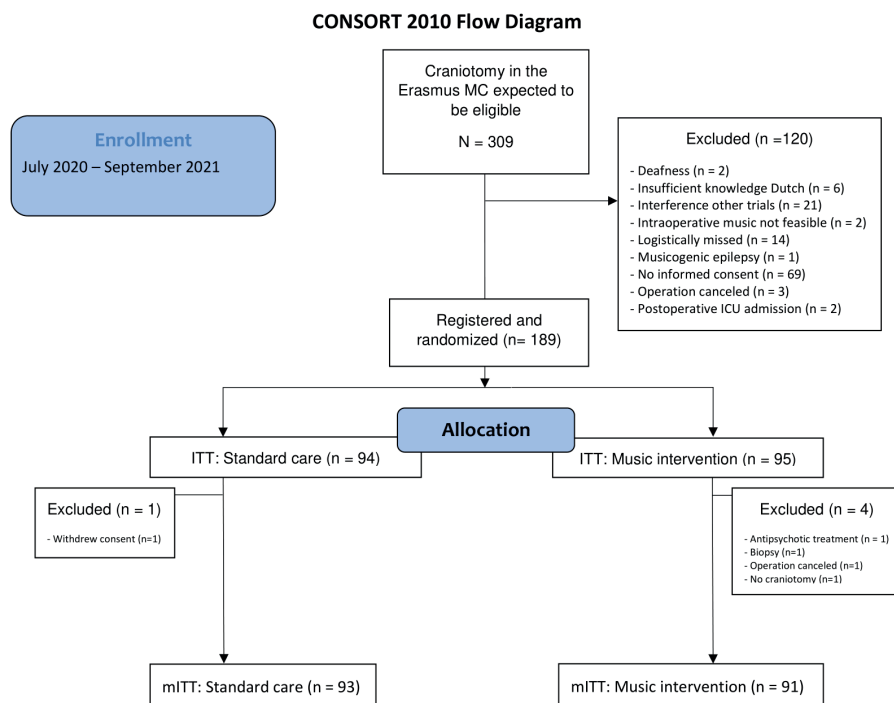 CONSORT 2010 Flow Diagram
Craniotomy in the
Erasmus MC expected to
be eligible
N = 309
Enrollment
July 2020 – September 2021
Excluded (n =120)
- Deafness (n = 2)
- Insufficient knowledge Dutch (n = 6)
- Interference other trials (n = 21)
- Intraoperative music not feasible (n = 2)
- Logistically missed (n = 14)
- Musicogenic epilepsy (n = 1)
- No informed consent (n = 69)
- Operation canceled (n = 3)
- Postoperative ICU admission (n = 2)
Registered and
randomized (n= 189)
Allocation
ITT: Standard care (n = 94)
ITT: Music intervention (n = 95)
Excluded (n = 1)
- Withdrew consent (n=1)
Excluded (n = 4)
- Antipsychotic treatment (n = 1)
- Biopsy (n=1)
- Operation canceled (n=1)
- No craniotomy (n=1)
mITT: Standard care (n = 93)
mITT: Music intervention (n = 91)